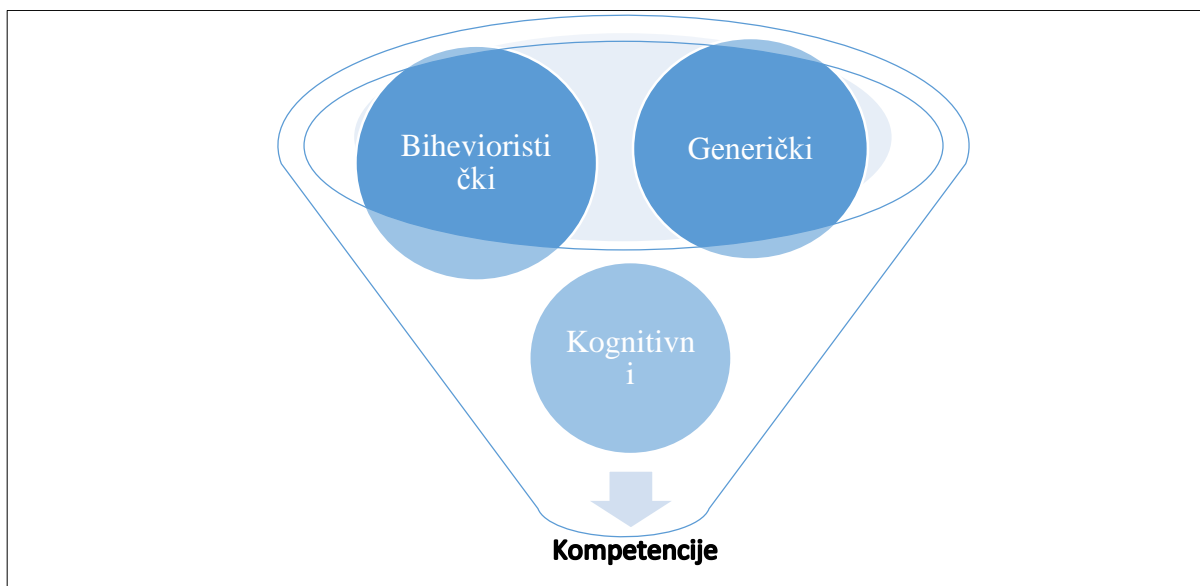 Bihevioristi
čki
Generički
Kognitivn
i
Kompetencije